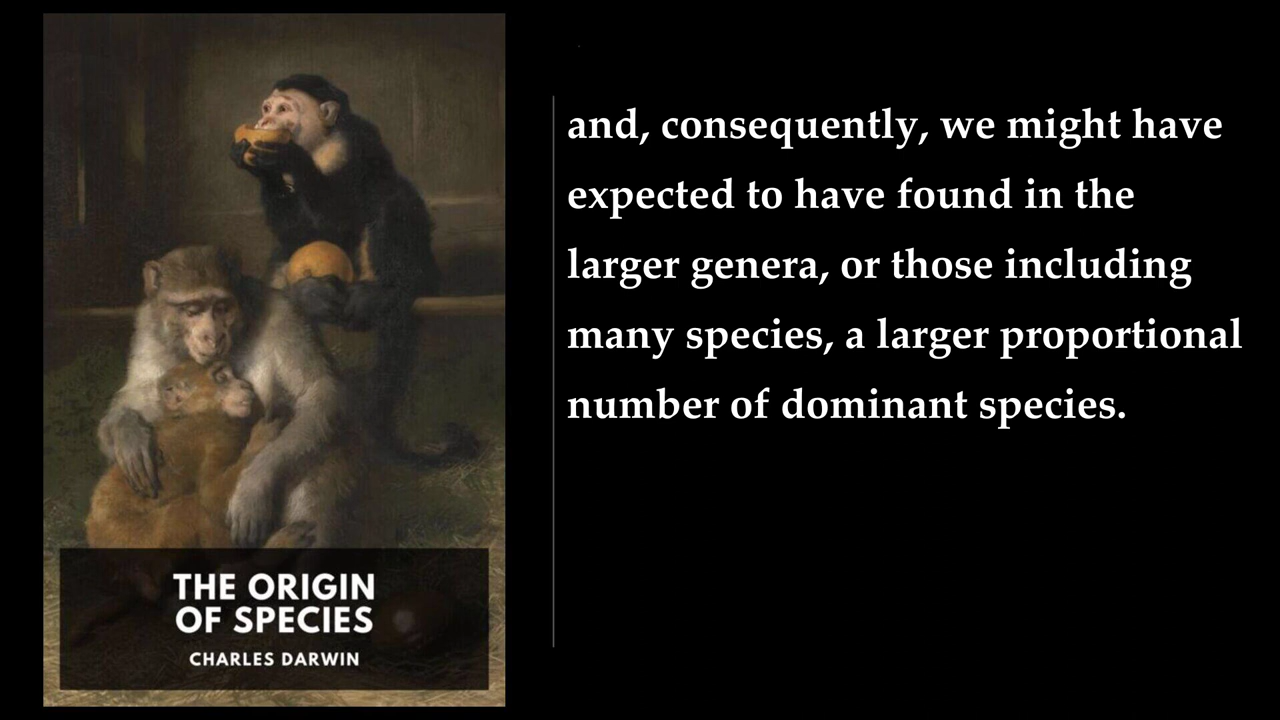 THE ORIGIN
OF SPECIES
CHARLES DARWIN
and, consequently, we might have
expected to have found in the
larger genera, or those including
many species, a larger proportional
number of dominant species.